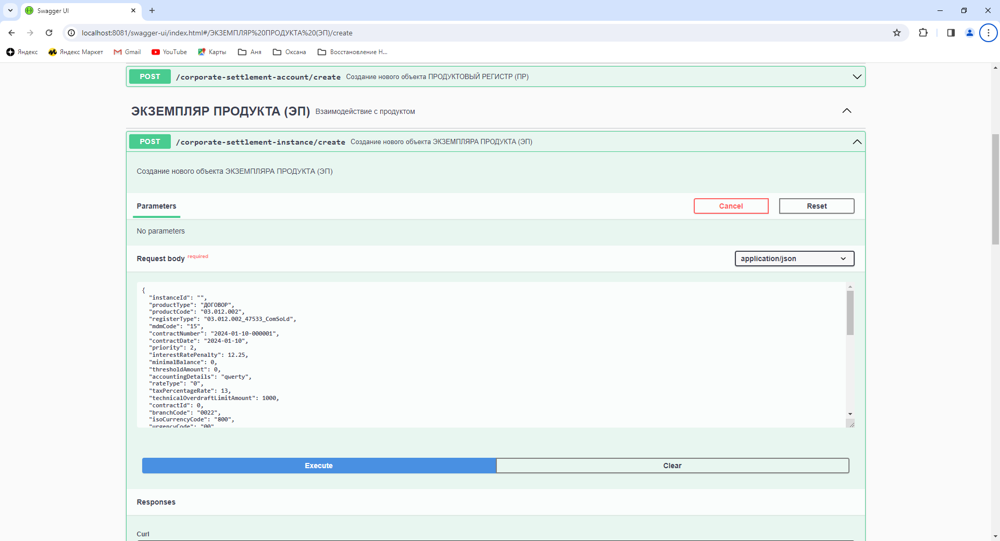 Swagger UI
localhost:8081/swagger-ui/index.html#/ЭКЗЕМПЛЯР%20ПРОДУКТА%20(ЭП)/create
Яндекс Яндекс Маркет Gmail YouTube Карты Аня Оксана Восстановление Н...
POST /corporate-settlement-account/create Создание нового объекта ПРОДУКТОВЫЙ РЕГИСТР (ПР)
ЭКЗЕМПЛЯР ПРОДУКТА (ЭП) Взаимодействие с продуктом
POST /corporate-settlement-instance/create Создание нового объекта ЭКЗЕМПЛЯРА ПРОДУКТА (ЭП)
Создание нового объекта ЭКЗЕМПЛЯРА ПРОДУКТА (ЭП)
Parameters Cancel Reset
No parameters
Request body required application/json
{
"instanceId": "",
"productType": "ДОГОВОР",
"productCode": "03.012.002",
"registerType": "03.012.002_47533_ComSoLd",
"mdmCode": "15",
"contractNumber": "2024-01-10-000001",
"contractDate": "2024-01-10",
"priority": 2,
"interestRatePenalty": 12.25,
"minimalBalance": 0,
"thresholdAmount": 0,
"accountingDetails": "qwerty",
"rateType": "0",
"taxPercentageRate": 13,
"technicalOverdraftLimitAmount": 1000,
"contractId": 0,
"branchCode": "0022",
"isoCurrencyCode": "800",
"urgencyCode": "00"
Execute Clear
Responses
Curl